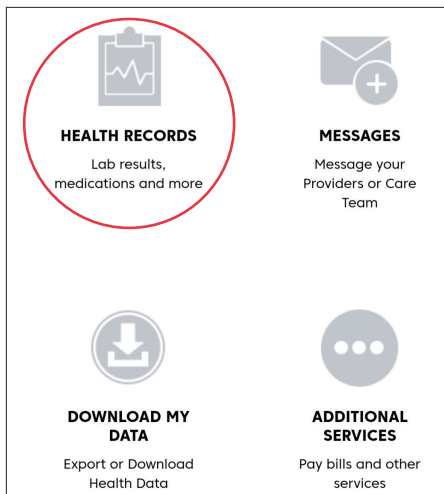 HEALTH RECORDS
Lab results,
medications and more
MESSAGES
Message your
Providers or Care
Team
DOWNLOAD MY
DATA
Export or Download
Health Data
ADDITIONAL
SERVICES
Pay bills and other
services